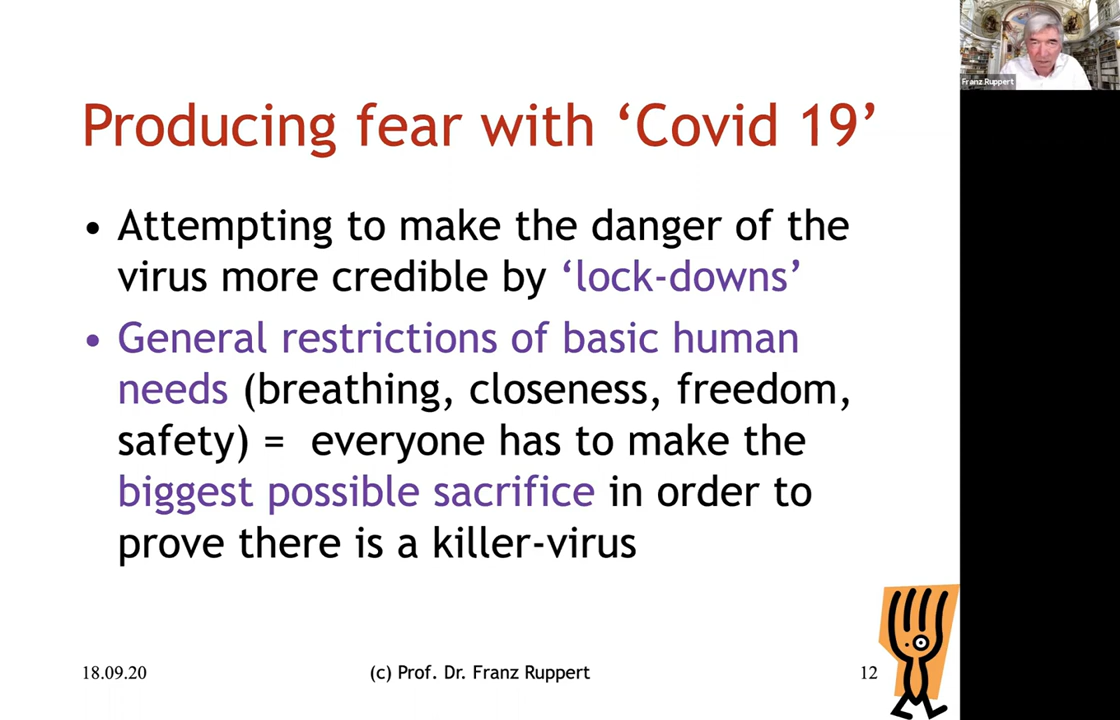 Franz Ruppert
Producing fear with ‘Covid 19’
• Attempting to make the danger of the
virus more credible by ‘lock-downs’
• General restrictions of basic human
needs (breathing, closeness, freedom,
safety) = everyone has to make the
biggest possible sacrifice in order to
prove there is a killer-virus
18.09.20
(c) Prof. Dr. Franz Ruppert
12